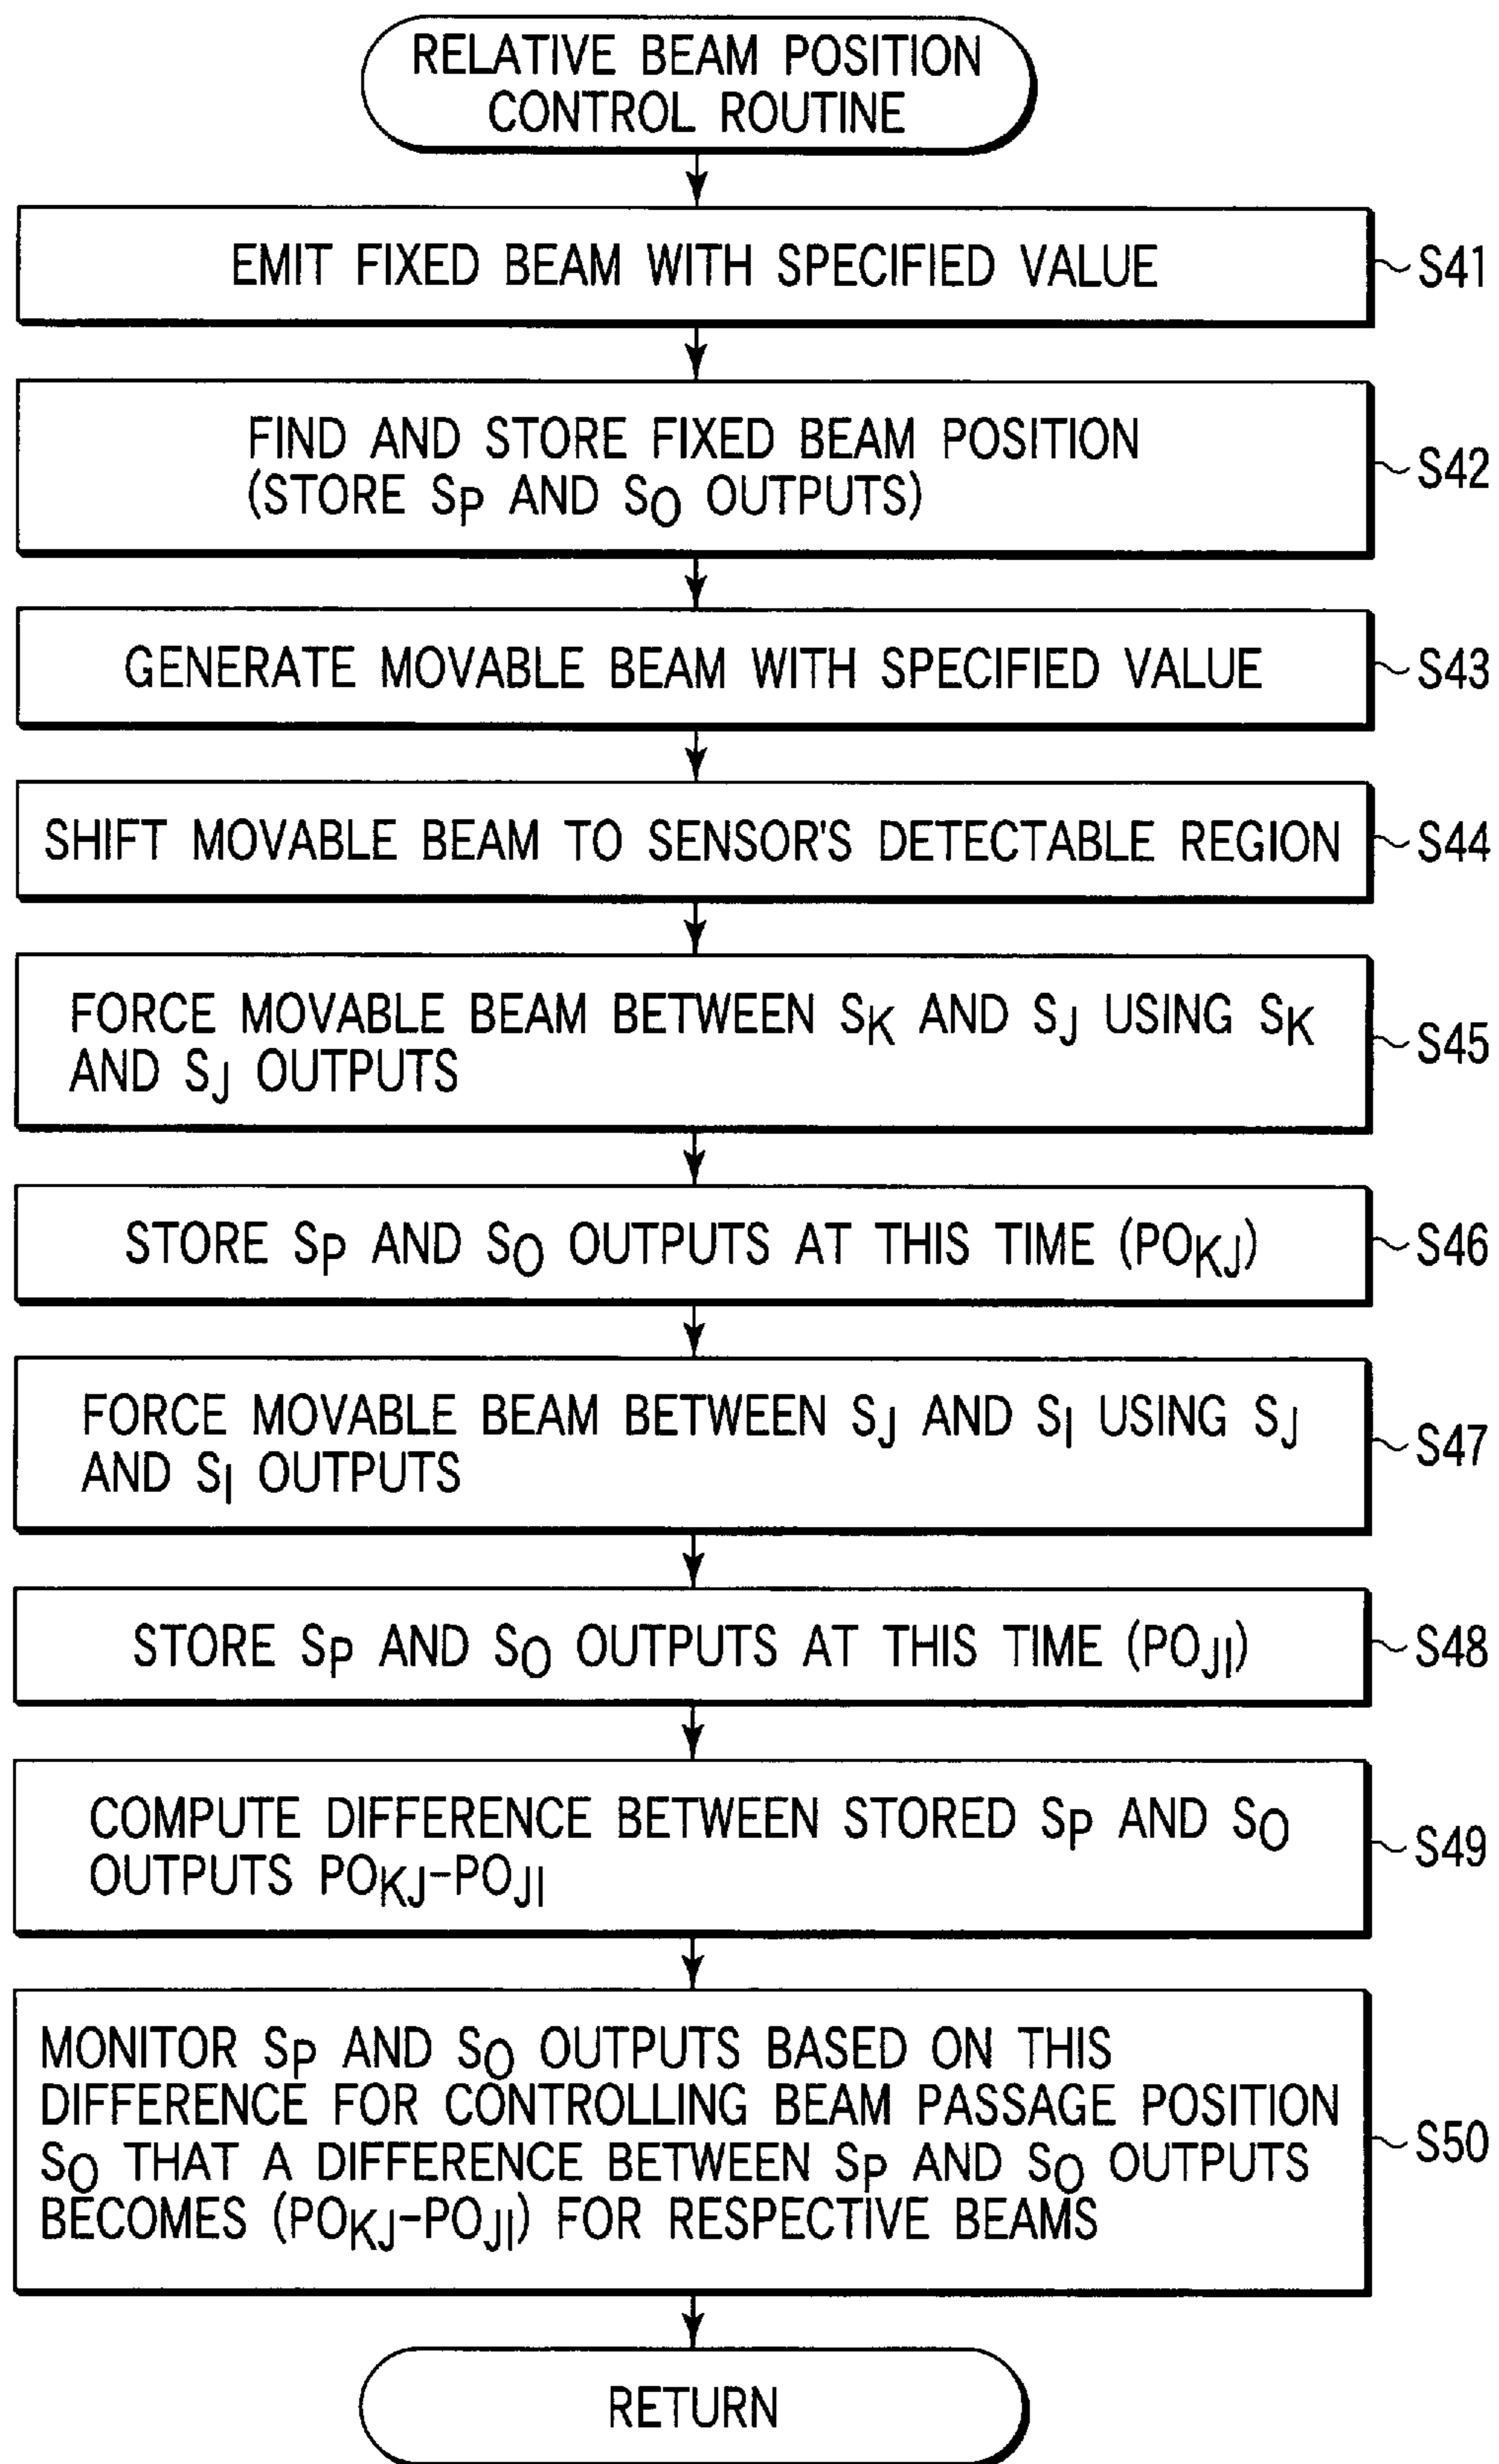 RELATIVE BEAM POSITION
CONTROL ROUTINE
EMIT FIXED BEAM WITH SPECIFIED VALUE
S41
FIND AND STORE FIXED BEAM POSITION
(STORE SP AND SO OUTPUTS)
S42
GENERATE MOVABLE BEAM WITH SPECIFIED VALUE
S43
SHIFT MOVABLE BEAM TO SENSOR'S DETECTABLE REGION
S44
FORCE MOVABLE BEAM BETWEEN SK AND SJ USING SK
AND SJ OUTPUTS
S45
STORE SP AND SO OUTPUTS AT THIS TIME (POKJ)
S46
FORCE MOVABLE BEAM BETWEEN SJ AND SI USING SJ
AND SI OUTPUTS
S47
STORE SP AND SO OUTPUTS AT THIS TIME (POJI)
S48
COMPUTE DIFFERENCE BETWEEN STORED SP AND SO
OUTPUTS POKJ-POJI
S49
MONITOR SP AND SO OUTPUTS BASED ON THIS
DIFFERENCE FOR CONTROLLING BEAM PASSAGE POSITION
SO THAT A DIFFERENCE BETWEEN SP AND SO OUTPUTS
BECOMES (POKJ-POJI) FOR RESPECTIVE BEAMS
S50
RETURN